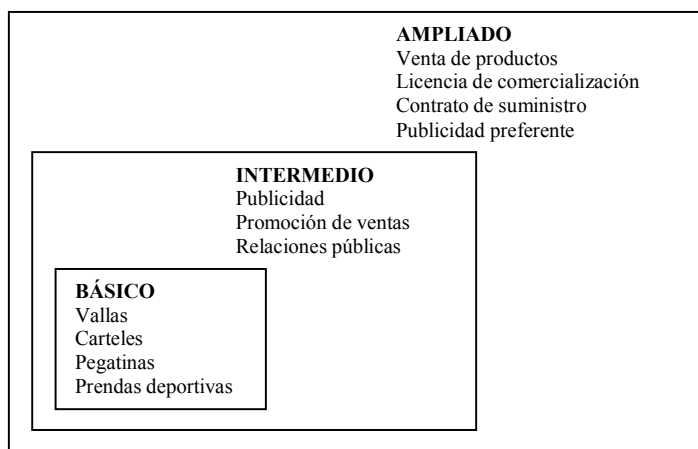 AMPLIADO
Venta de productos
Licencia de comercialización
Contrato de suministro
Publicidad preferente
INTERMEDIO
Publicidad
Promoción de ventas
Relaciones públicas
BÁSICO
Vallas
Carteles
Pegatinas
Prendas deportivas